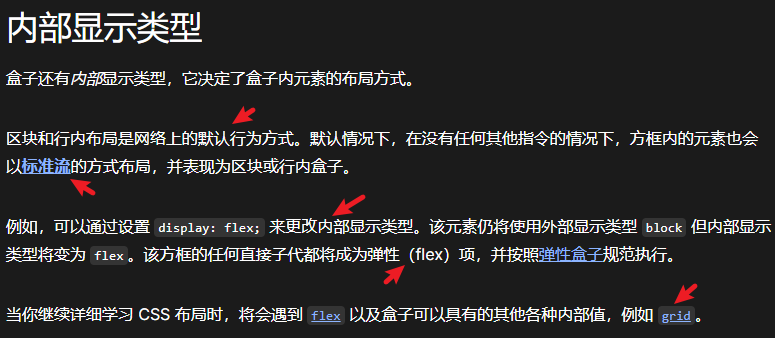 内部显示类型
盒子还有内部显示类型，它决定了盒子内元素的布局方式。
区块和行内布局是网络上的默认行为方式。默认情况下，在没有任何其他指令的情况下，方框内的元素也会
以标准流的方式布局，并表现为区块或行内盒子。
例如，可以通过设置 display: flex; 来更改内部显示类型。该元素仍将使用外部显示类型 block 但内部显示
类型将变为 flex。该方框的任何直接子代都将成为弹性（flex）项，并按照弹性盒子规范执行。
当你继续详细学习 CSS 布局时，将会遇到 flex 以及盒子可以具有的其他各种内部值，例如 grid。